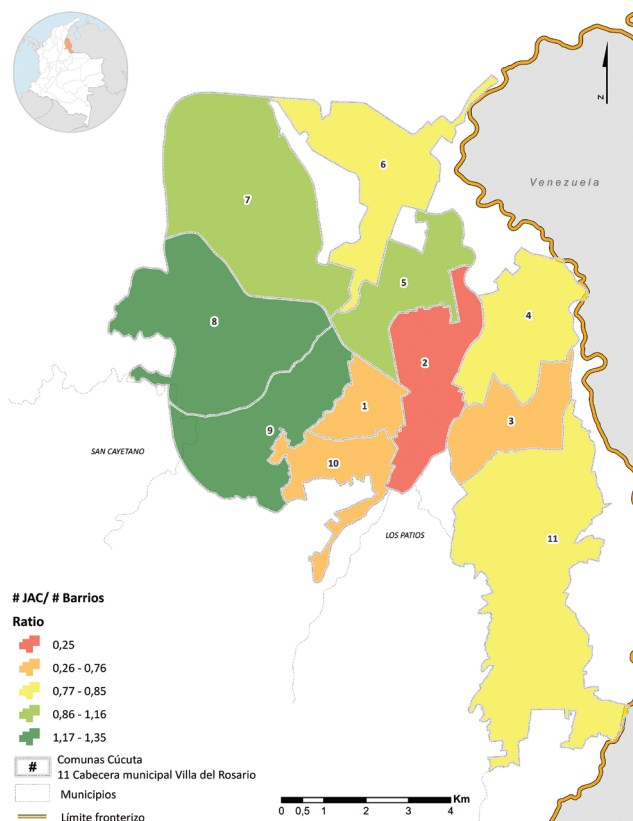 N
Venezuela
6
7
5
4
8
2
1
3
9
10
SAN CAYETANO
LOS PATIOS
11
# JAC/ # Barrios
Ratio
0,25
0,26 - 0,76
0,77 - 0,85
0,86 - 1,16
1,17 - 1,35
# Comunas Cúcuta
11 Cabecera municipal Villa del Rosario
Municipios
Límite fronterizo
Km
0 0,5 1 2 3 4